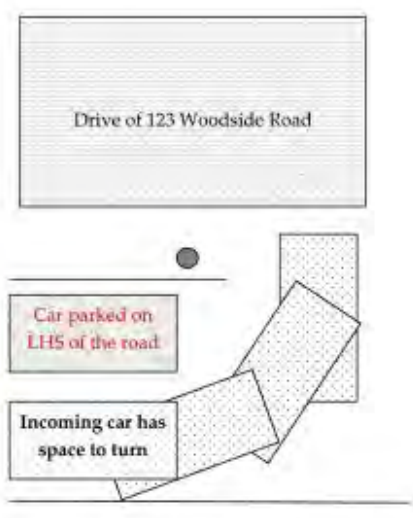 Drive of 123 Woodside Road
Car parked on
LHS of the road
Incoming car has
space to turn